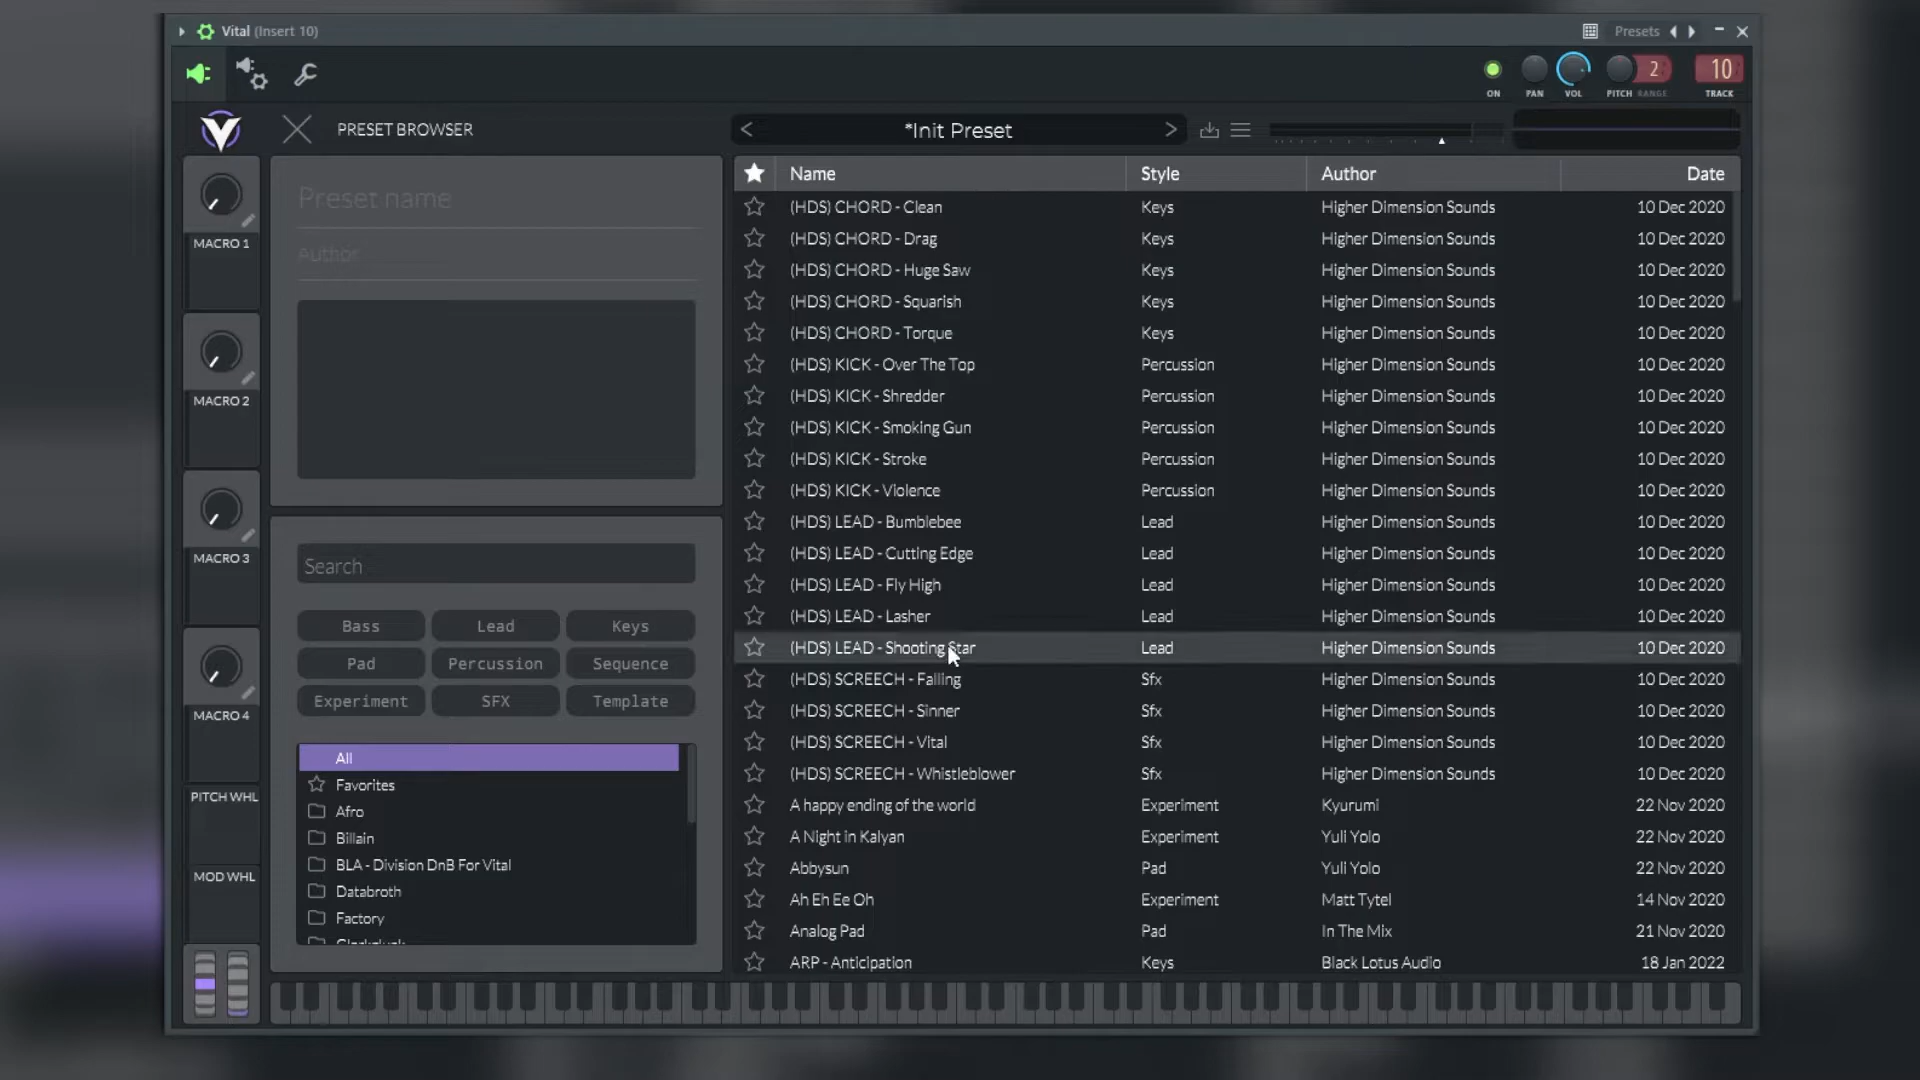 Vital (Insert 10)
Presets
2
10
ON
PAN
VOL
PITCH RANGE
TRACK
PRESET BROWSER
*Init Preset
MACRO 1
MACRO 2
MACRO 3
MACRO 4
PITCH WHL
MOD WHL
Preset name
Author
Search
Bass Lead Keys
Pad Percussion Sequence
Experiment SFX Template
All
Favorites
Afro
Billain
BLA - Division DnB For Vital
Databroth
Factory
Name Style Author Date
(HDS) CHORD - Clean Keys Higher Dimension Sounds 10 Dec 2020
(HDS) CHORD - Drag Keys Higher Dimension Sounds 10 Dec 2020
(HDS) CHORD - Huge Saw Keys Higher Dimension Sounds 10 Dec 2020
(HDS) CHORD - Squarish Keys Higher Dimension Sounds 10 Dec 2020
(HDS) CHORD - Torque Keys Higher Dimension Sounds 10 Dec 2020
(HDS) KICK - Over The Top Percussion Higher Dimension Sounds 10 Dec 2020
(HDS) KICK - Shredder Percussion Higher Dimension Sounds 10 Dec 2020
(HDS) KICK - Smoking Gun Percussion Higher Dimension Sounds 10 Dec 2020
(HDS) KICK - Stroke Percussion Higher Dimension Sounds 10 Dec 2020
(HDS) KICK - Violence Percussion Higher Dimension Sounds 10 Dec 2020
(HDS) LEAD - Bumblebee Lead Higher Dimension Sounds 10 Dec 2020
(HDS) LEAD - Cutting Edge Lead Higher Dimension Sounds 10 Dec 2020
(HDS) LEAD - Fly High Lead Higher Dimension Sounds 10 Dec 2020
(HDS) LEAD - Lasher Lead Higher Dimension Sounds 10 Dec 2020
(HDS) LEAD - Shooting Star Lead Higher Dimension Sounds 10 Dec 2020
(HDS) SCREECH - Falling Sfx Higher Dimension Sounds 10 Dec 2020
(HDS) SCREECH - Sinner Sfx Higher Dimension Sounds 10 Dec 2020
(HDS) SCREECH - Vital Sfx Higher Dimension Sounds 10 Dec 2020
(HDS) SCREECH - Whistleblower Sfx Higher Dimension Sounds 10 Dec 2020
A happy ending of the world Experiment Kyurumi 22 Nov 2020
A Night in Kalyan Experiment Yuli Yolo 22 Nov 2020
Abbysun Pad Yuli Yolo 22 Nov 2020
Ah Eh Ee Oh Experiment Matt Tytel 14 Nov 2020
Analog Pad Pad In The Mix 21 Nov 2020
ARP - Anticipation Keys Black Lotus Audio 18 Jan 2022